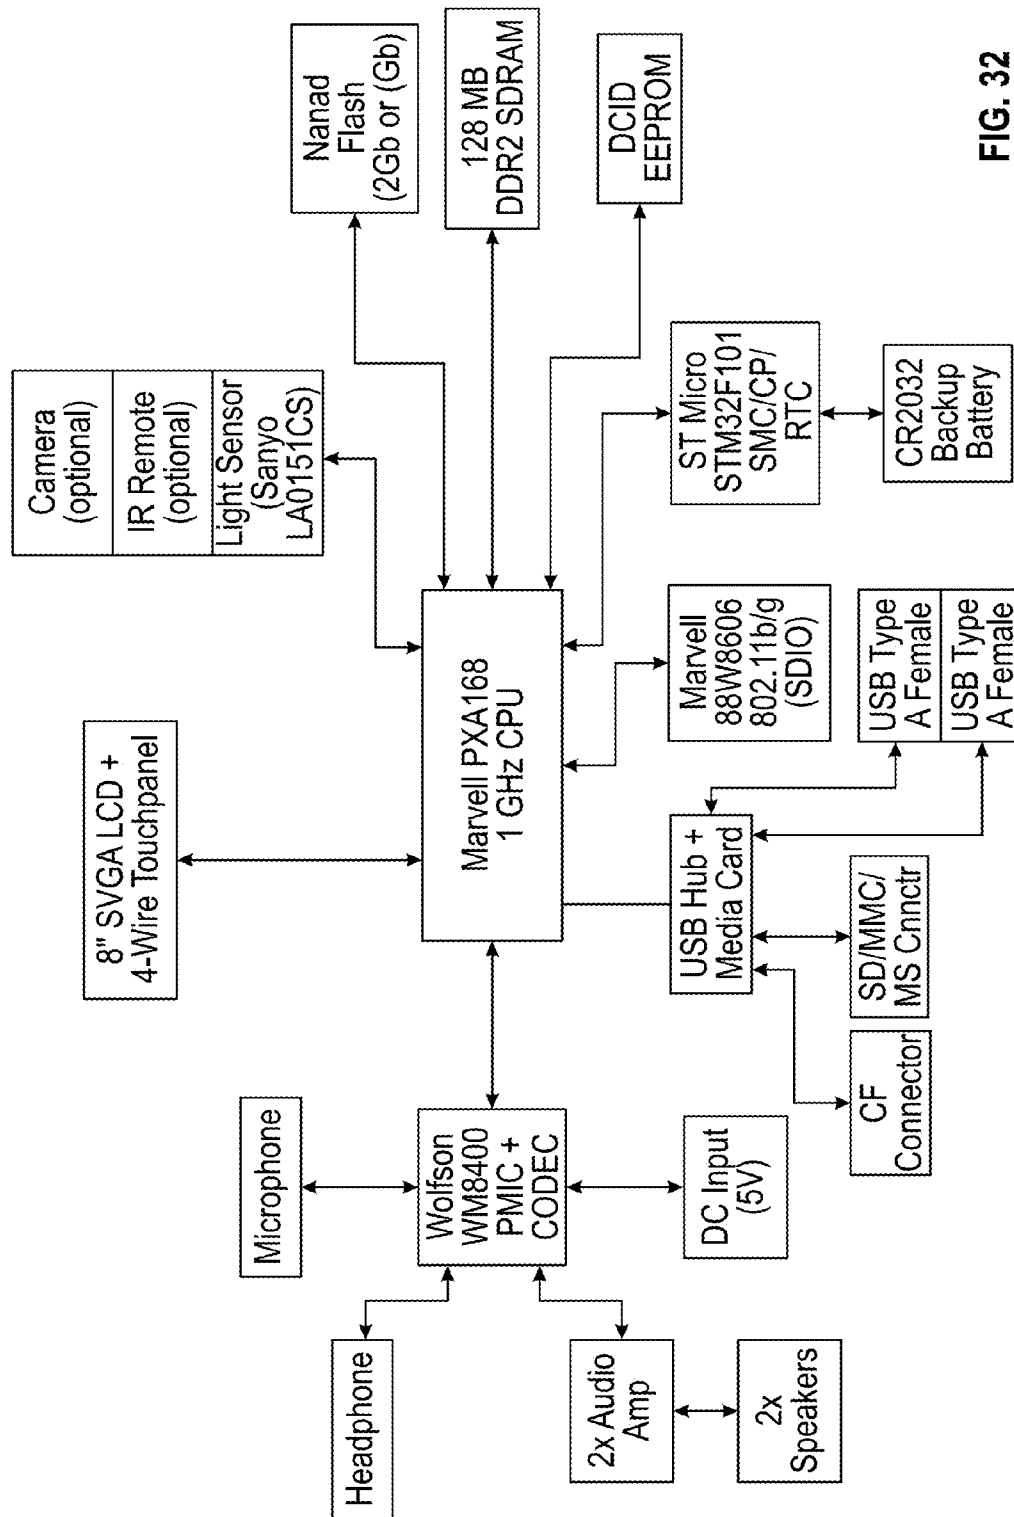 Camera
(optional)
IR Remote
(optional)
Light Sensor
(Sanyo
LA0151CS)
Nanad
Flash
(2Gb or (Gb)
128 MB
DDR2 SDRAM
DCID
EEPROM
8" SVGA LCD +
4-Wire Touchpanel
Marvell PXA168
1 GHz CPU
Microphone
Headphone
Wolfson
WM8400
PMIC +
CODEC
2x Audio
Amp
2x
Speakers
DC Input
(5V)
USB Hub +
Media Card
CF
Connector
SD/MMC/
MS Cnnctr
USB Type
A Female
USB Type
A Female
Marvell
88W8606
802.11b/g
(SDIO)
ST Micro
STM32F101
SMC/CP/
RTC
CR2032
Backup
Battery
FIG. 32